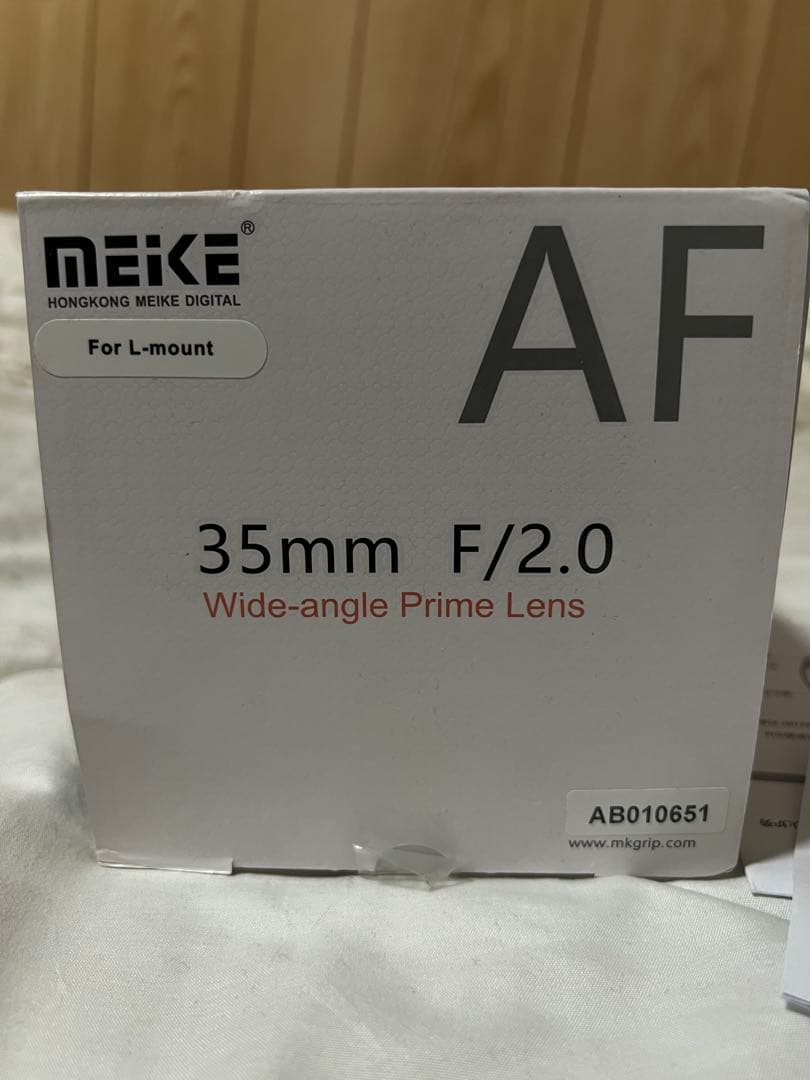 MEIKE®
HONGKONG MEIKE DIGITAL
For L-mount
AF
35mm F/2.0
Wide-angle Prime Lens
AB010651
www.mkgrip.com